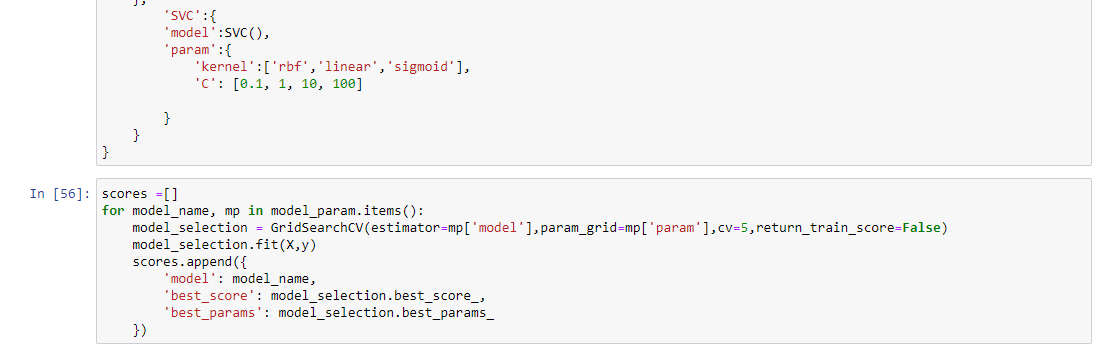 },
        'SVC':{
        'model':SVC(),
        'param':{
            'kernel':['rbf','linear','sigmoid'],
            'C': [0.1, 1, 10, 100]
        }
    }
}
In [56]: scores =[]
for model_name, mp in model_param.items():
    model_selection = GridSearchCV(estimator=mp['model'],param_grid=mp['param'],cv=5,return_train_score=False)
    model_selection.fit(X,y)
    scores.append({
        'model': model_name,
        'best_score': model_selection.best_score_,
        'best_params': model_selection.best_params_
    })